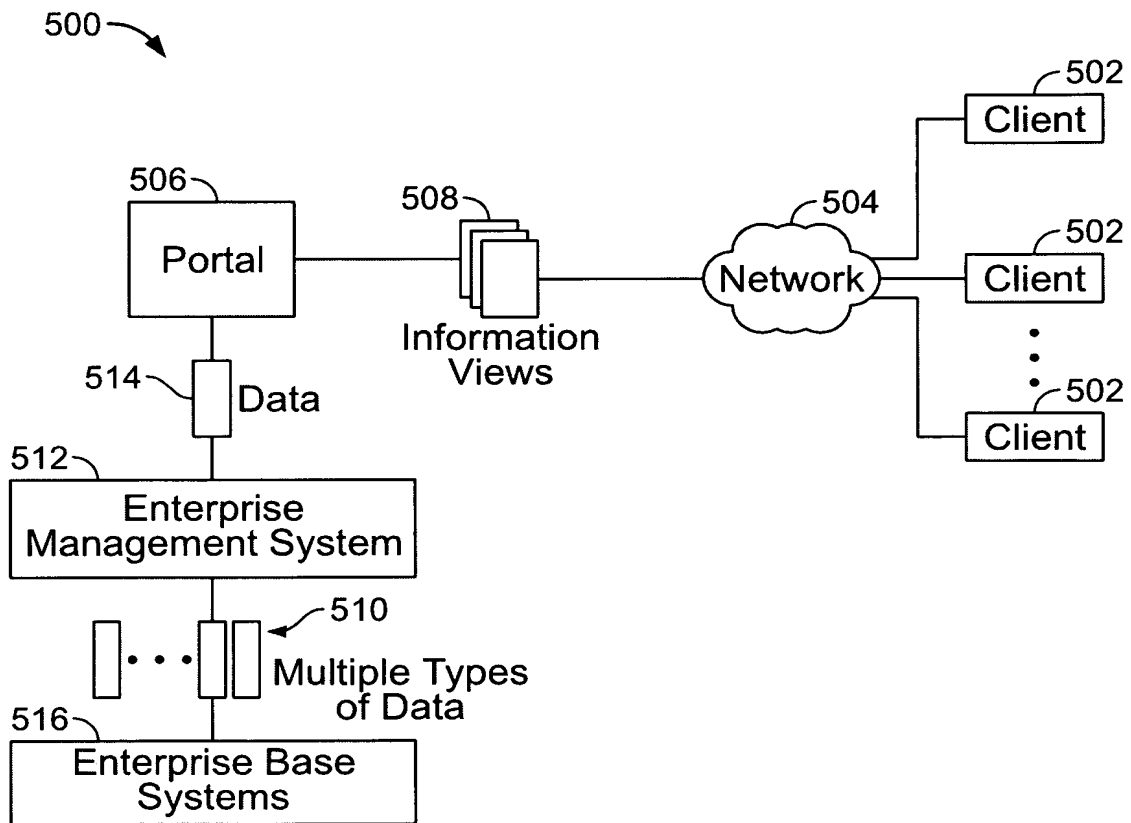 500
502
Client
506
508
504
502
Portal
Network
Client
Information
Views
514
Data
502
Client
512
Enterprise
Management System
510
Multiple Types
of Data
516
Enterprise Base
Systems